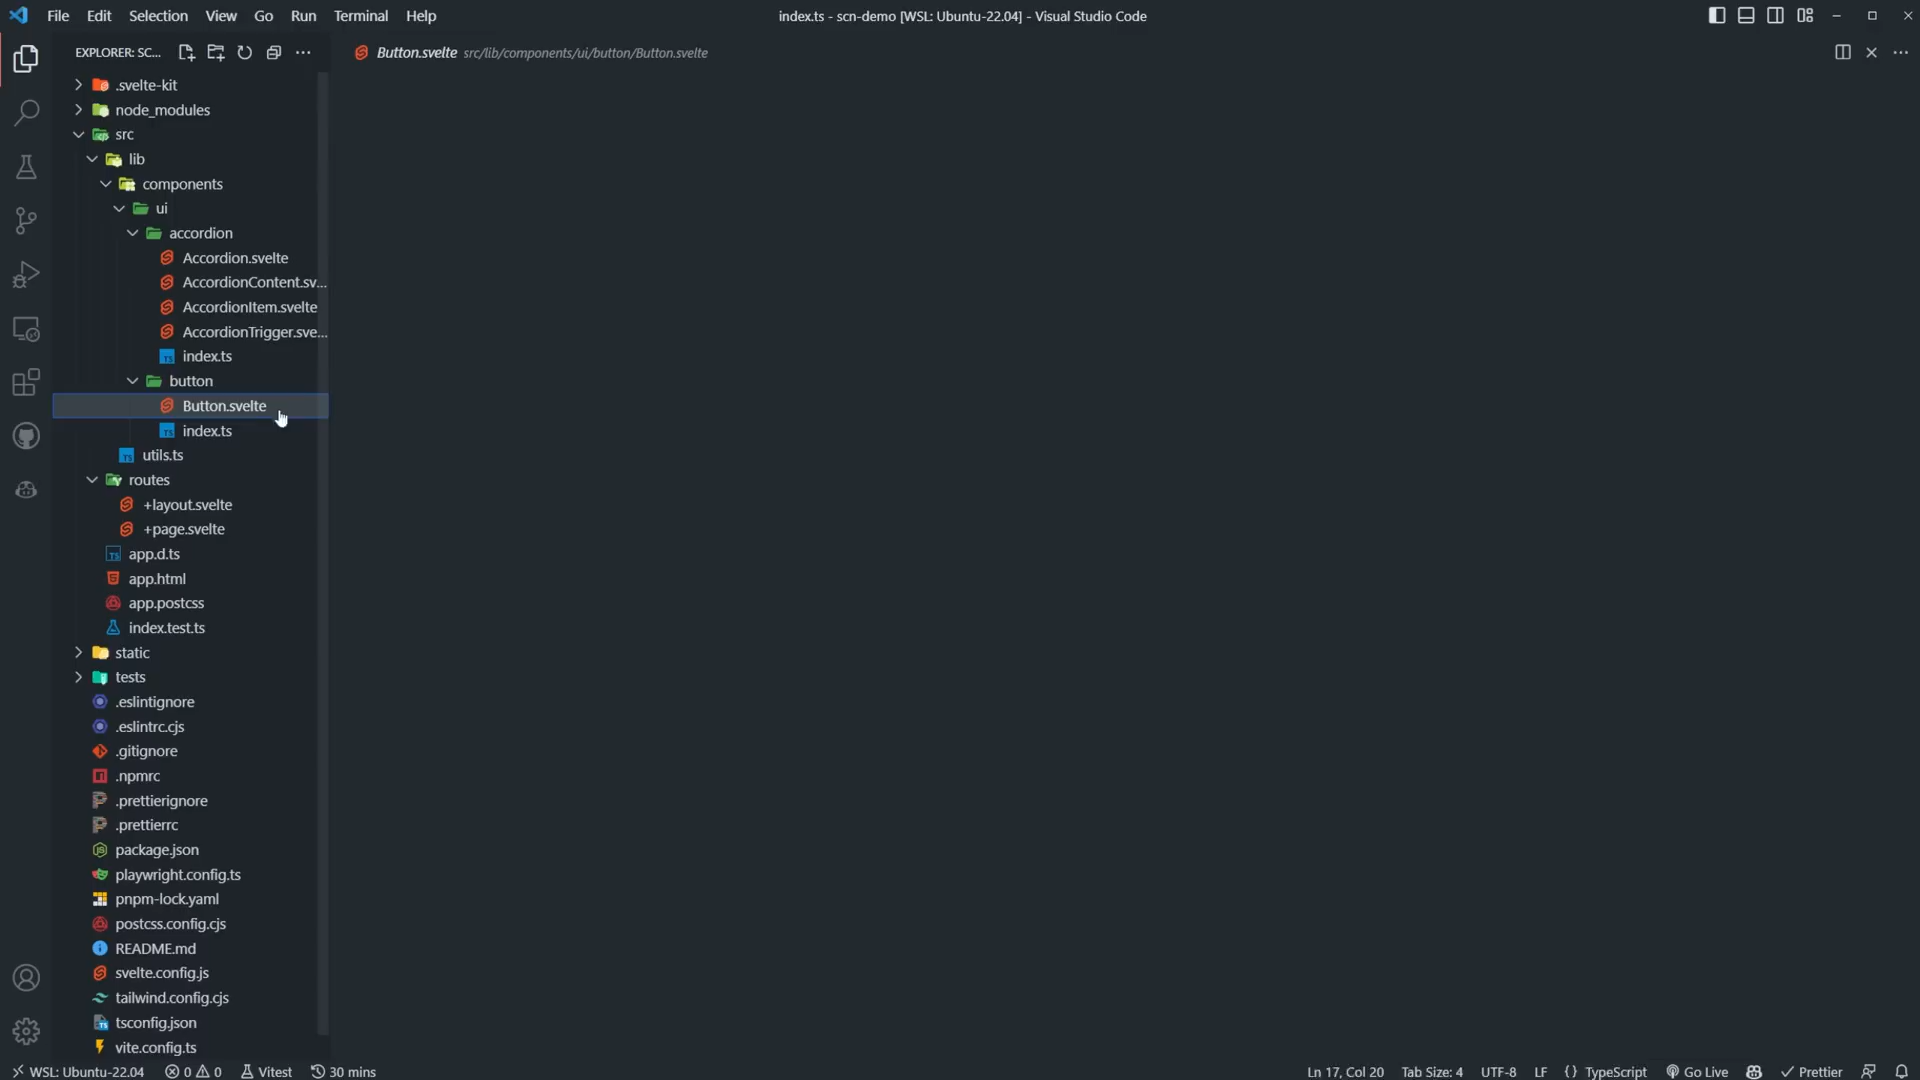 File Edit Selection View Go Run Terminal Help index.ts - scn-demo [WSL: Ubuntu-22.04] - Visual Studio Code
EXPLORER: SC... Button.svelte src/lib/components/ui/button/Button.svelte
.svelte-kit
node_modules
src
lib
components
ui
accordion
Accordion.svelte
AccordionContent.sv...
AccordionItem.svelte
AccordionTrigger.sve...
index.ts
button
Button.svelte
index.ts
utils.ts
routes
+layout.svelte
+page.svelte
app.d.ts
app.html
app.postcss
index.test.ts
static
tests
.eslintignore
.eslintrc.cjs
.gitignore
.npmrc
.prettierignore
.prettierrc
package.json
playwright.config.ts
pnpm-lock.yaml
postcss.config.cjs
README.md
svelte.config.js
tailwind.config.cjs
tsconfig.json
vite.config.ts
WSL: Ubuntu-22.04 0 0 Vitest 30 mins Ln 17, Col 20 Tab Size: 4 UTF-8 LF {} TypeScript Go Live Prettier